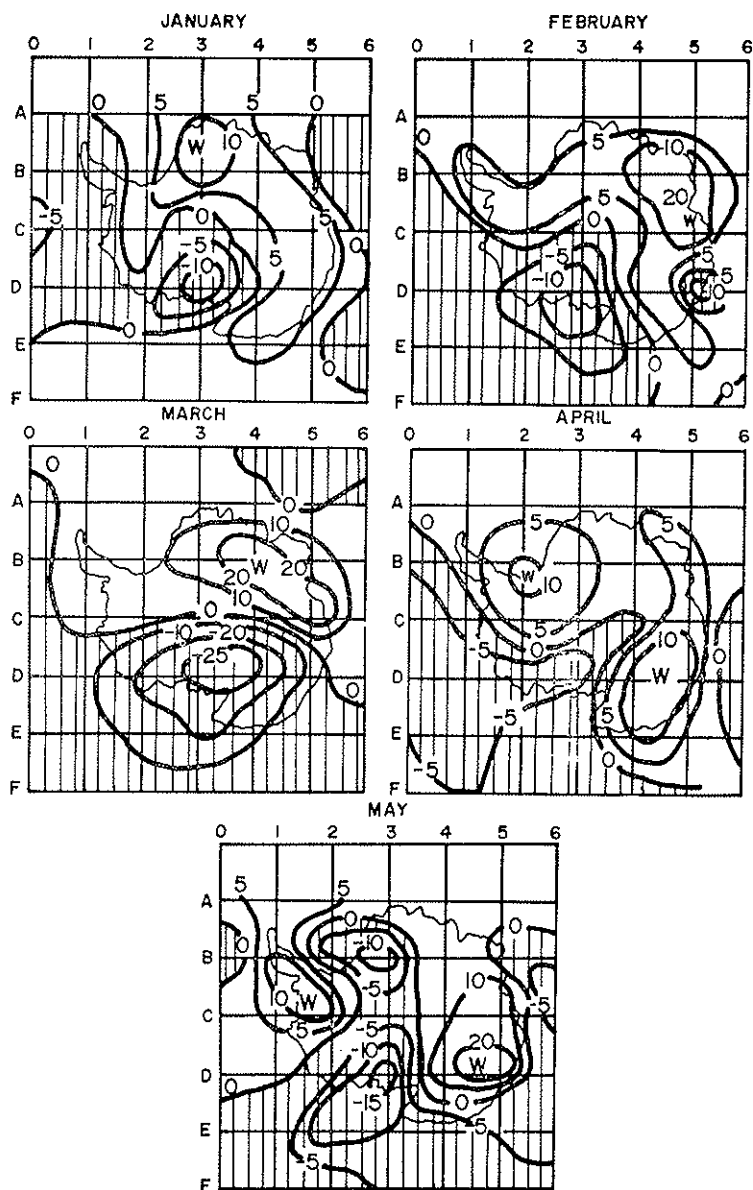 JANUARY
0 1 2 3 4 5 6
A
0 5 5 0
W 10
B
-5 0 5
C
-5 5 0
-10
D
0
E
0
F
FEBRUARY
0 1 2 3 4 5 6
A
0 5 10
B
5 20
W
0
C
-5 5
-10 5
D
-10
E
0 0
F
MARCH
0 1 2 3 4 5 6
0
A
0
10
B
W 20
20
10
C
0
-10 -20
-25
D
0
E
F
APRIL
0 1 2 3 4 5 6
A
0 5 5
B
W 10
C
5 10
-5 0 0
D
W
-5 5
E
0
-5
F
MAY
0 1 2 3 4 5 6
A
5 5
0 0
B
0 -10
-5 10 -5
10 W
C
5 -5
-10 20
D
W
0 0
-15
E
-5
-5
F